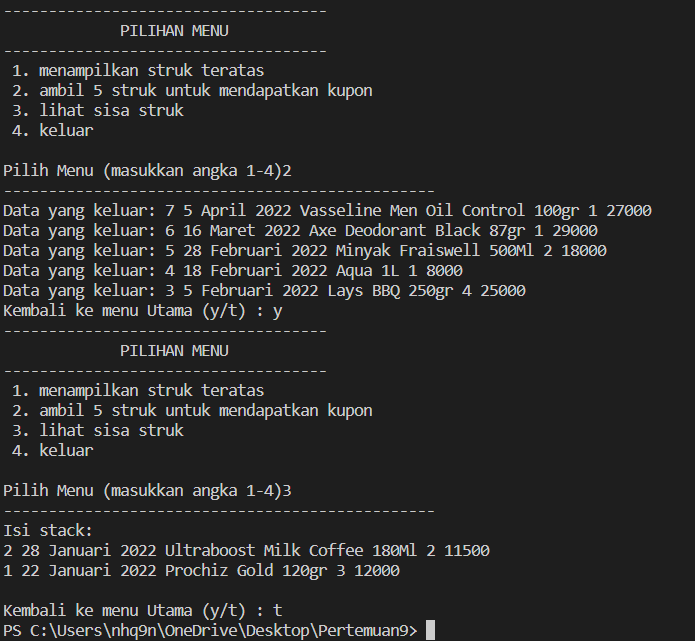 ------------------------------------
PILIHAN MENU
------------------------------------
1. menampilkan struk teratas
2. ambil 5 struk untuk mendapatkan kupon
3. lihat sisa struk
4. keluar
Pilih Menu (masukkan angka 1-4)2
------------------------------------------------
Data yang keluar: 7 5 April 2022 Vasseline Men Oil Control 100gr 1 27000
Data yang keluar: 6 16 Maret 2022 Axe Deodorant Black 87gr 1 29000
Data yang keluar: 5 28 Februari 2022 Minyak Fraiswell 500Ml 2 18000
Data yang keluar: 4 18 Februari 2022 Aqua 1L 1 8000
Data yang keluar: 3 5 Februari 2022 Lays BBQ 250gr 4 25000
Kembali ke menu Utama (y/t) : y
------------------------------------
PILIHAN MENU
------------------------------------
1. menampilkan struk teratas
2. ambil 5 struk untuk mendapatkan kupon
3. lihat sisa struk
4. keluar
Pilih Menu (masukkan angka 1-4)3
------------------------------------------------
Isi stack:
2 28 Januari 2022 Ultraboost Milk Coffee 180Ml 2 11500
1 22 Januari 2022 Prochiz Gold 120gr 3 12000
Kembali ke menu Utama (y/t) : t
PS C:\Users\nhq9n\OneDrive\Desktop\Pertemuan9>